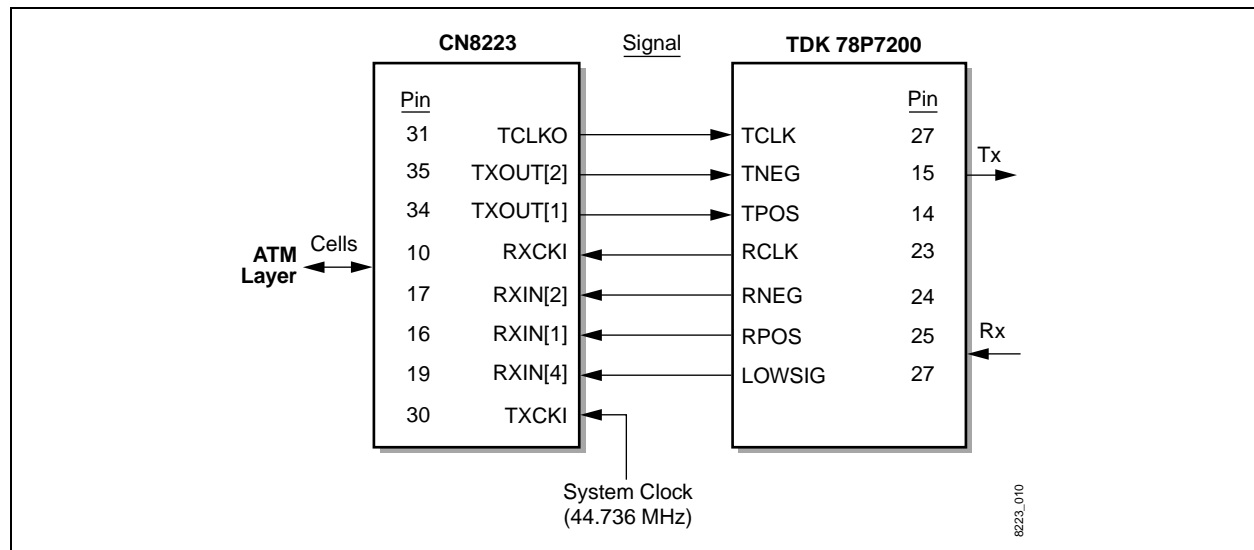 CN8223 Signal TDK 78P7200
Pin Pin
31 TCLKO TCLK 27
35 TXOUT[2] TNEG 15 Tx
34 TXOUT[1] TPOS 14
ATM Layer Cells 10 RXCKI RCLK 23
17 RXIN[2] RNEG 24
16 RXIN[1] RPOS 25 Rx
19 RXIN[4] LOWSIG 27
30 TXCKI
System Clock
(44.736 MHz)
8223_010